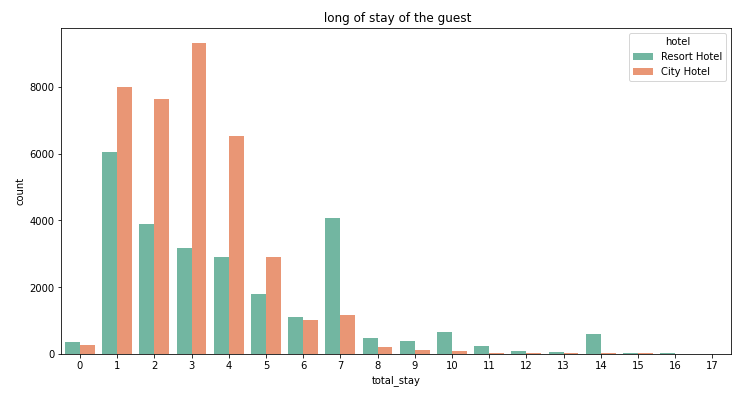 long of stay of the guest
hotel
Resort Hotel
City Hotel
count
8000
6000
4000
2000
0
0 1 2 3 4 5 6 7 8 9 10 11 12 13 14 15 16 17
total_stay